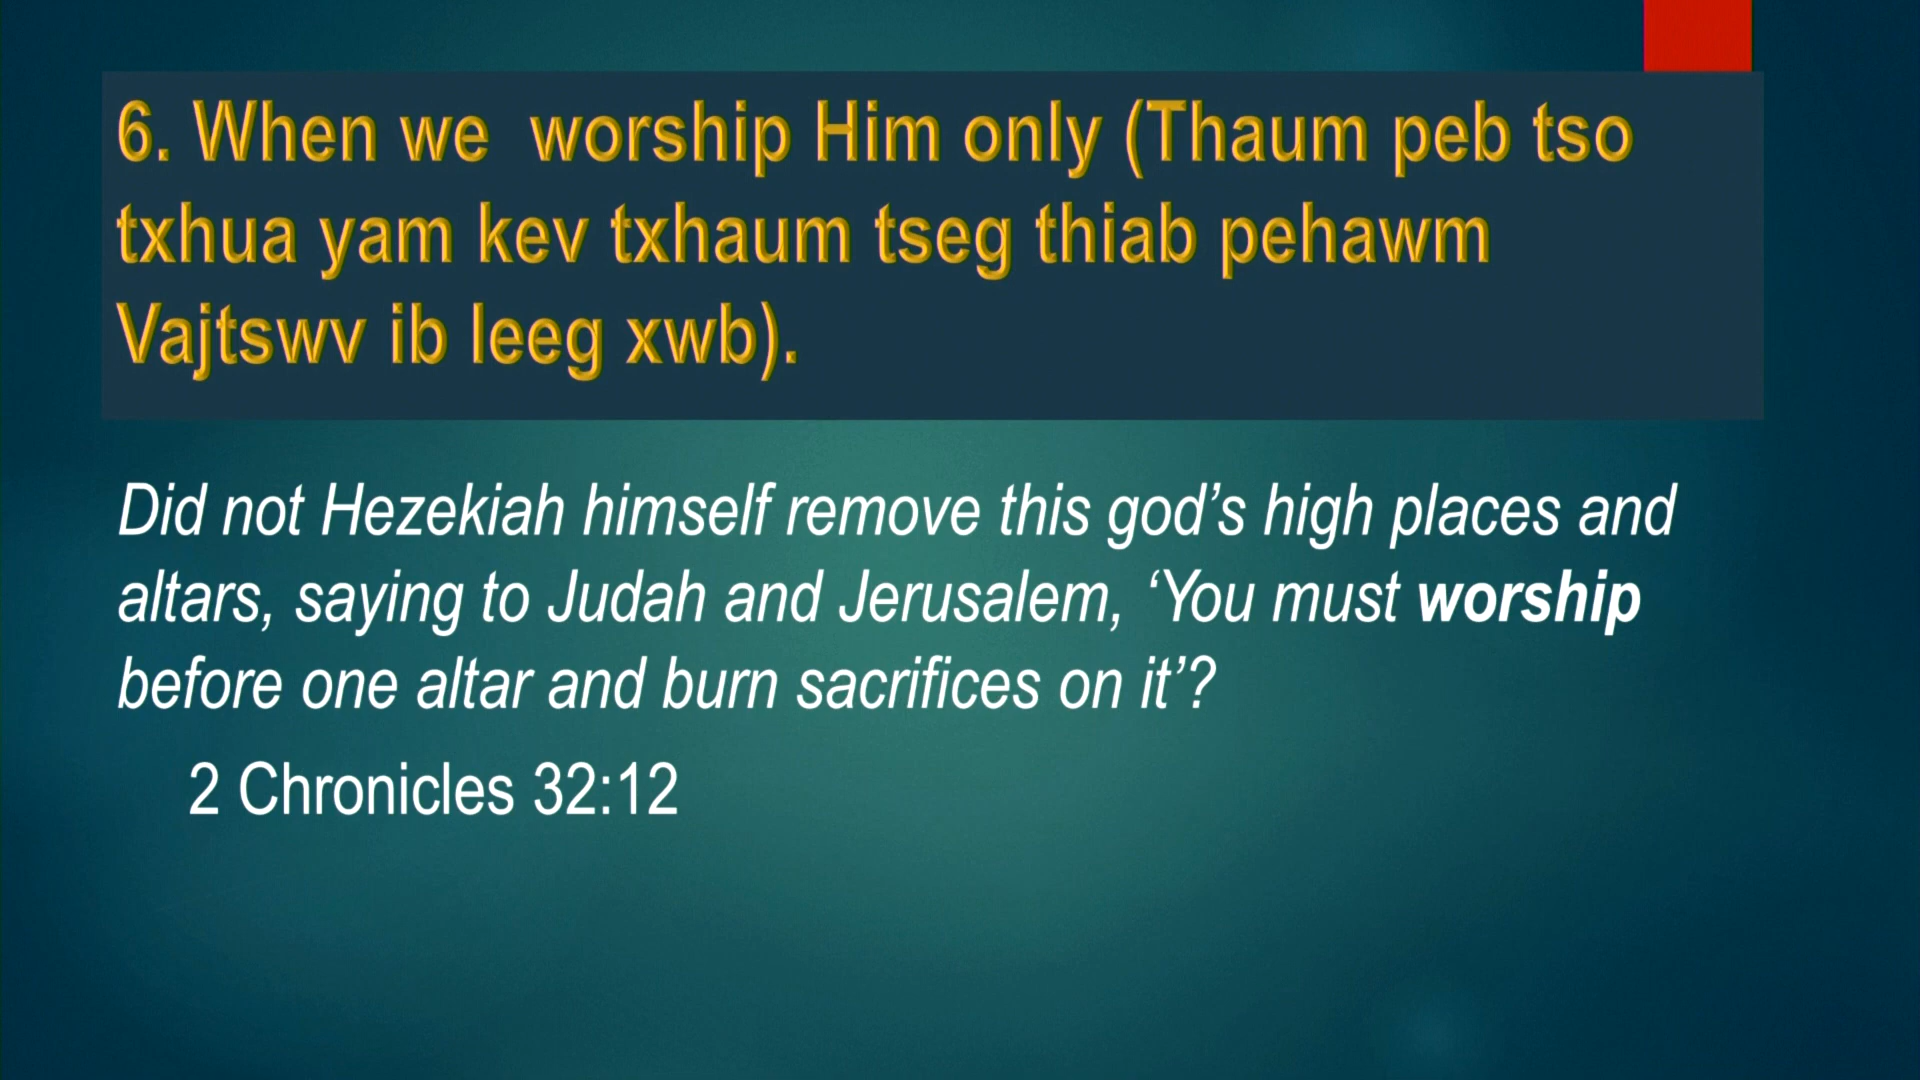 6. When we  worship Him only (Thaum peb tso
txhua yam kev txhaum tseg thiab pehawm
Vajtswv ib leeg xwb).
Did not Hezekiah himself remove this god’s high places and
altars, saying to Judah and Jerusalem, ‘You must worship
before one altar and burn sacrifices on it’?
2 Chronicles 32:12